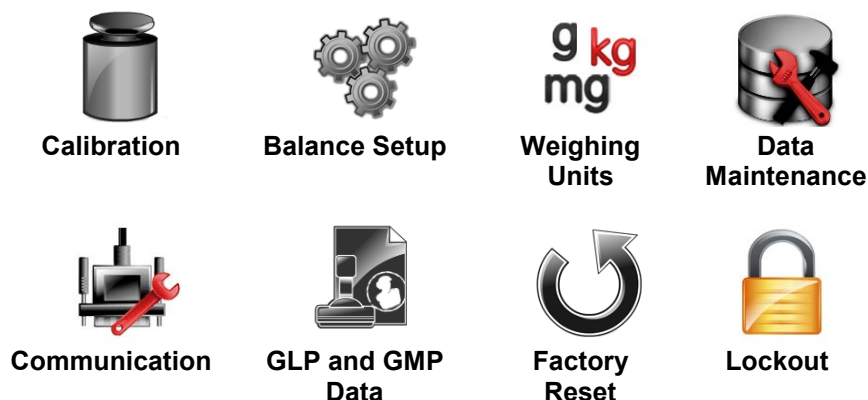 g kg
mg
Calibration
Balance Setup
Weighing
Units
Data
Maintenance
Communication
GLP and GMP
Data
Factory
Reset
Lockout